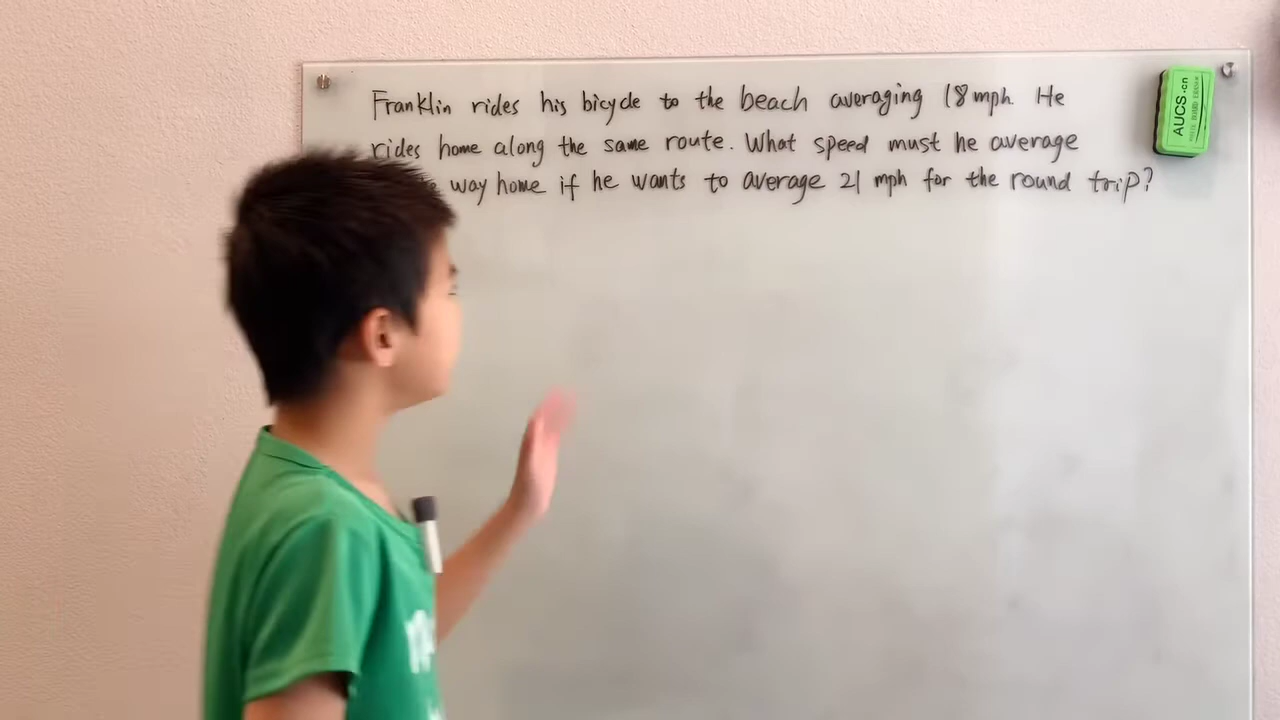 Franklin rides his bicycle to the beach averaging 18 mph. He
rides home along the same route. What speed must he average
way home if he wants to average 21 mph for the round trip?
AUCS.cn